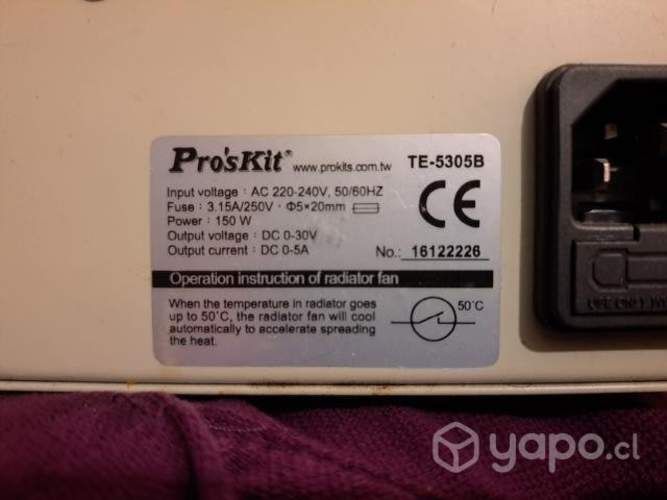 Pro'sKit® www.prokits.com.tw TE-5305B
Input voltage : AC 220-240V, 50/60HZ
Fuse : 3.15A/250V · Φ5×20mm
Power : 150 W
Output voltage : DC 0-30V
Output current : DC 0-5A
CE
No.: 16122226
Operation instruction of radiator fan
When the temperature in radiator goes
up to 50°C, the radiator fan will cool
automatically to accelerate spreading
the heat.
50°C
USE ONLY
yapo.cl